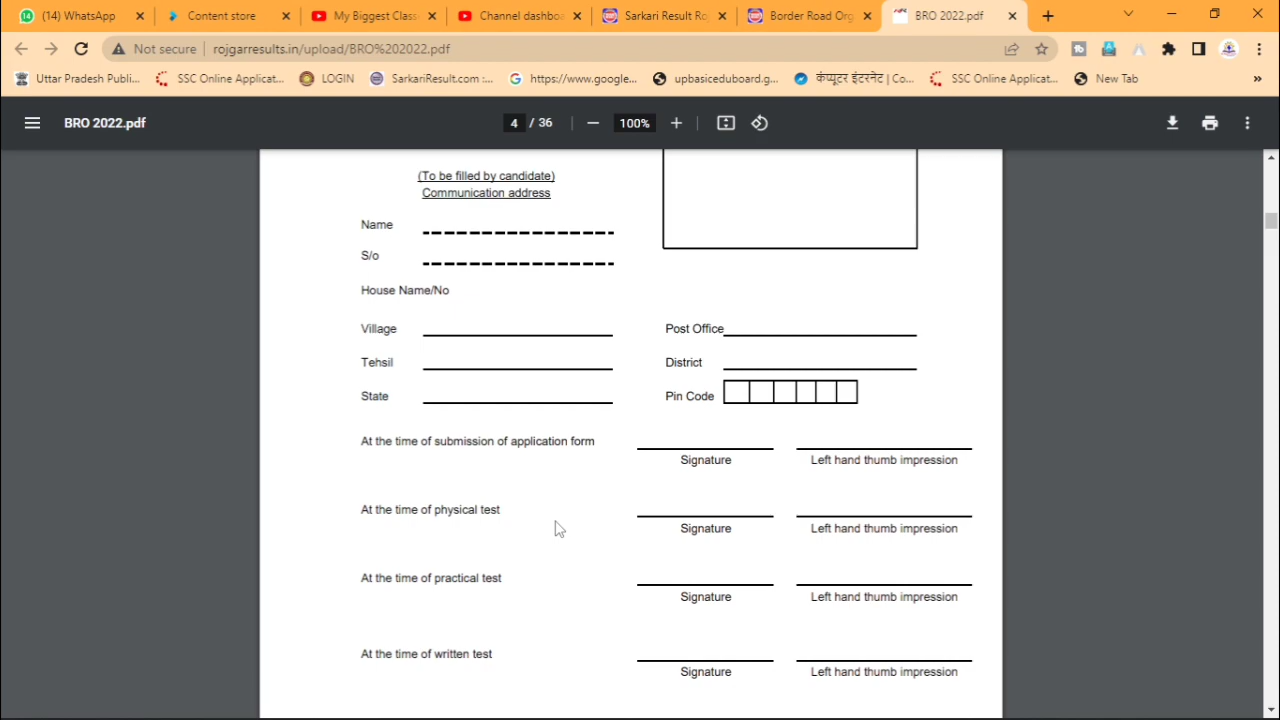 14
(14) WhatsApp
Content store
My Biggest Class
Channel dashbo
Sarkari Result Ro
Border Road Org
BRO 2022.pdf
Not secure
rojgarresults.in/upload/BRO%202022.pdf
Uttar Pradesh Publi...
SSC Online Applicat...
LOGIN
SarkariResult.com :...
https://www.google...
upbasiceduboard.g...
कंप्यूटर इंटरनेट | Co...
SSC Online Applicat...
New Tab
»
BRO 2022.pdf
4 / 36
100%
(To be filled by candidate)
Communication address
Name
S/o
House Name/No
Village
Post Office
Tehsil
District
State
Pin Code
At the time of submission of application form
Signature
Left hand thumb impression
At the time of physical test
Signature
Left hand thumb impression
At the time of practical test
Signature
Left hand thumb impression
At the time of written test
Signature
Left hand thumb impression